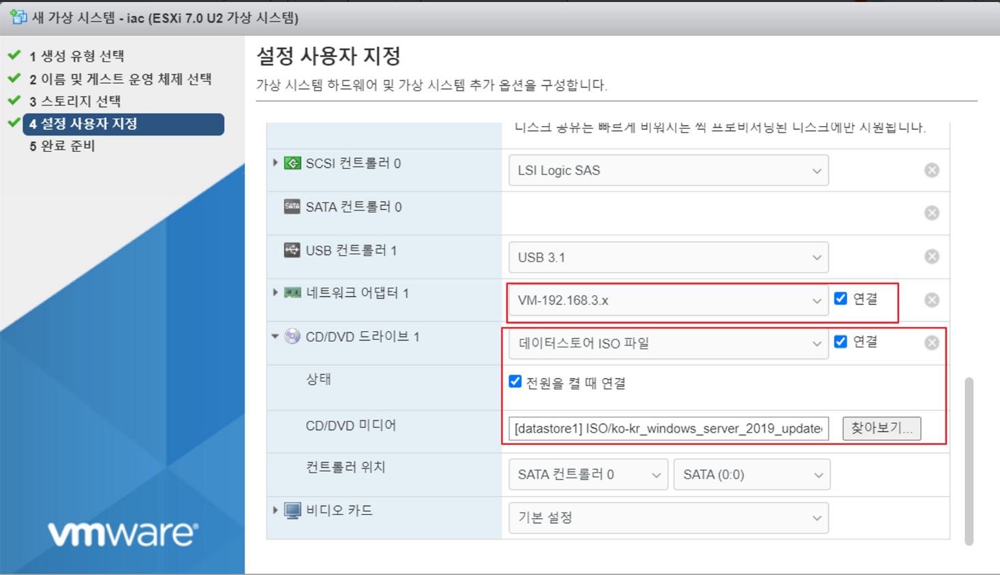 새 가상 시스템 - iac (ESXi 7.0 U2 가상 시스템)
1 생성 유형 선택
2 이름 및 게스트 운영 체제 선택
3 스토리지 선택
4 설정 사용자 지정
5 완료 준비
vmware®
설정 사용자 지정
가상 시스템 하드웨어 및 가상 시스템 추가 옵션을 구성합니다.
디스크 공유는 빠르게 비워지는 씩 프로비저닝된 디스크에만 지원됩니다.
SCSI 컨트롤러 0
LSI Logic SAS
SATA
SATA 컨트롤러 0
USB 컨트롤러 1
USB 3.1
네트워크 어댑터 1
VM-192.168.3.x
연결
CD/DVD 드라이브 1
데이터스토어 ISO 파일
연결
상태
전원을 켤 때 연결
CD/DVD 미디어
[datastore1] ISO/ko-kr_windows_server_2019_update
찾아보기...
컨트롤러 위치
SATA 컨트롤러 0
SATA (0:0)
비디오 카드
기본 설정